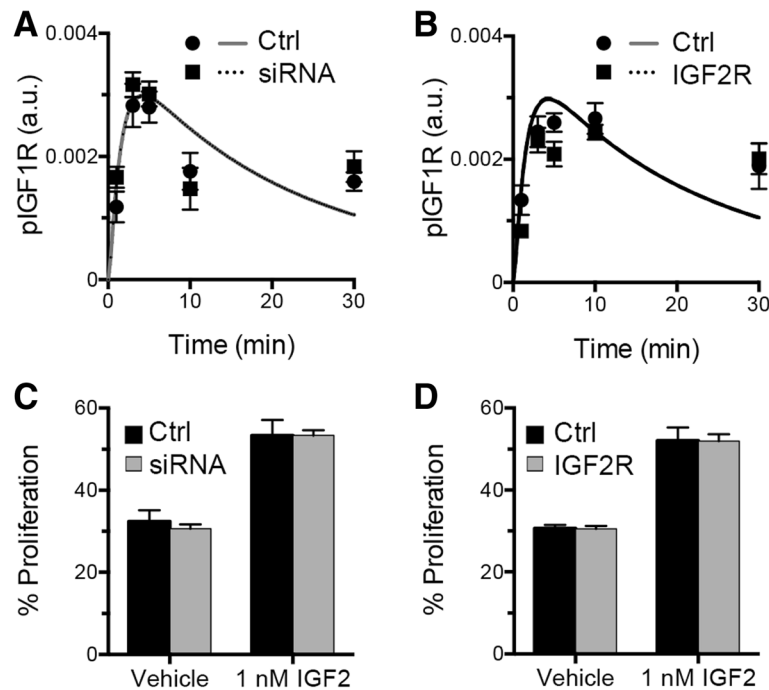 A
0.004
0.002
0
pIGF1R (a.u.)
Ctrl
siRNA
0 10 20 30
Time (min)
B
0.004
0.002
0
pIGF1R (a.u.)
Ctrl
IGF2R
0 10 20 30
Time (min)
C
60
40
20
0
% Proliferation
Ctrl
siRNA
Vehicle 1 nM IGF2
D
60
40
20
0
% Proliferation
Ctrl
IGF2R
Vehicle 1 nM IGF2